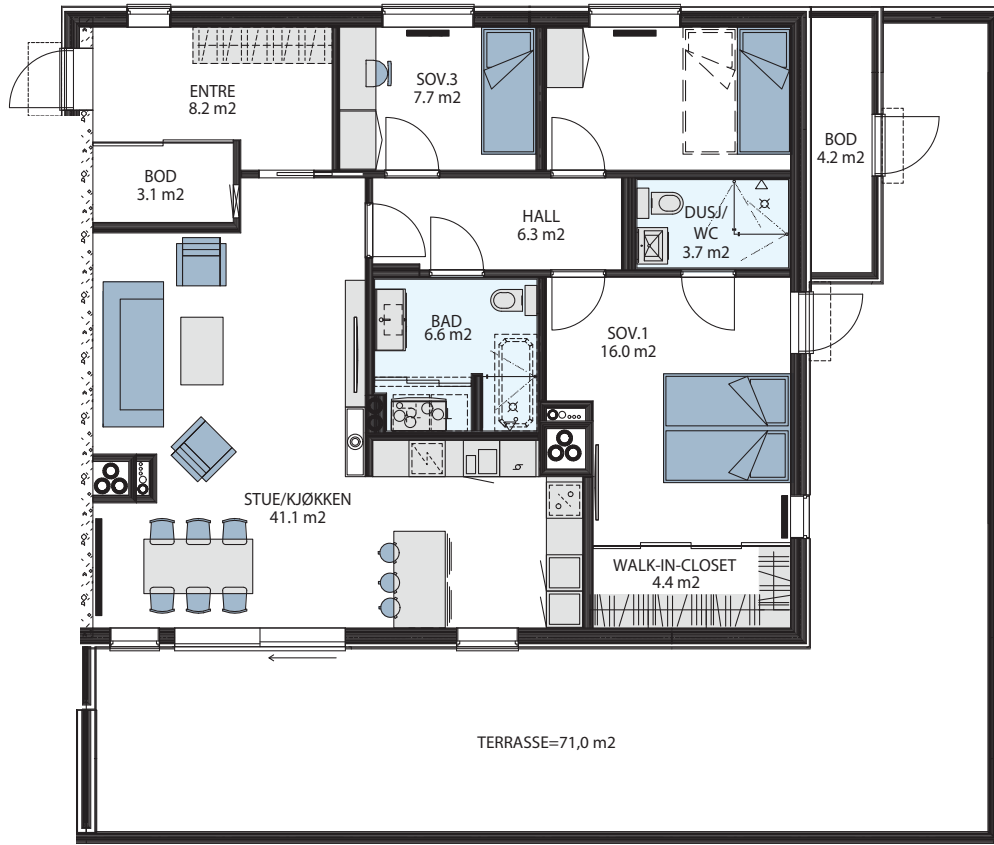 ENTRE
8.2 m2
SOV.3
7.7 m2
BOD
4.2 m2
BOD
3.1 m2
HALL
6.3 m2
DUSJ/
WC
3.7 m2
BAD
6.6 m2
SOV.1
16.0 m2
STUE/KJØKKEN
41.1 m2
WALK-IN-CLOSET
4.4 m2
TERRASSE=71,0 m2